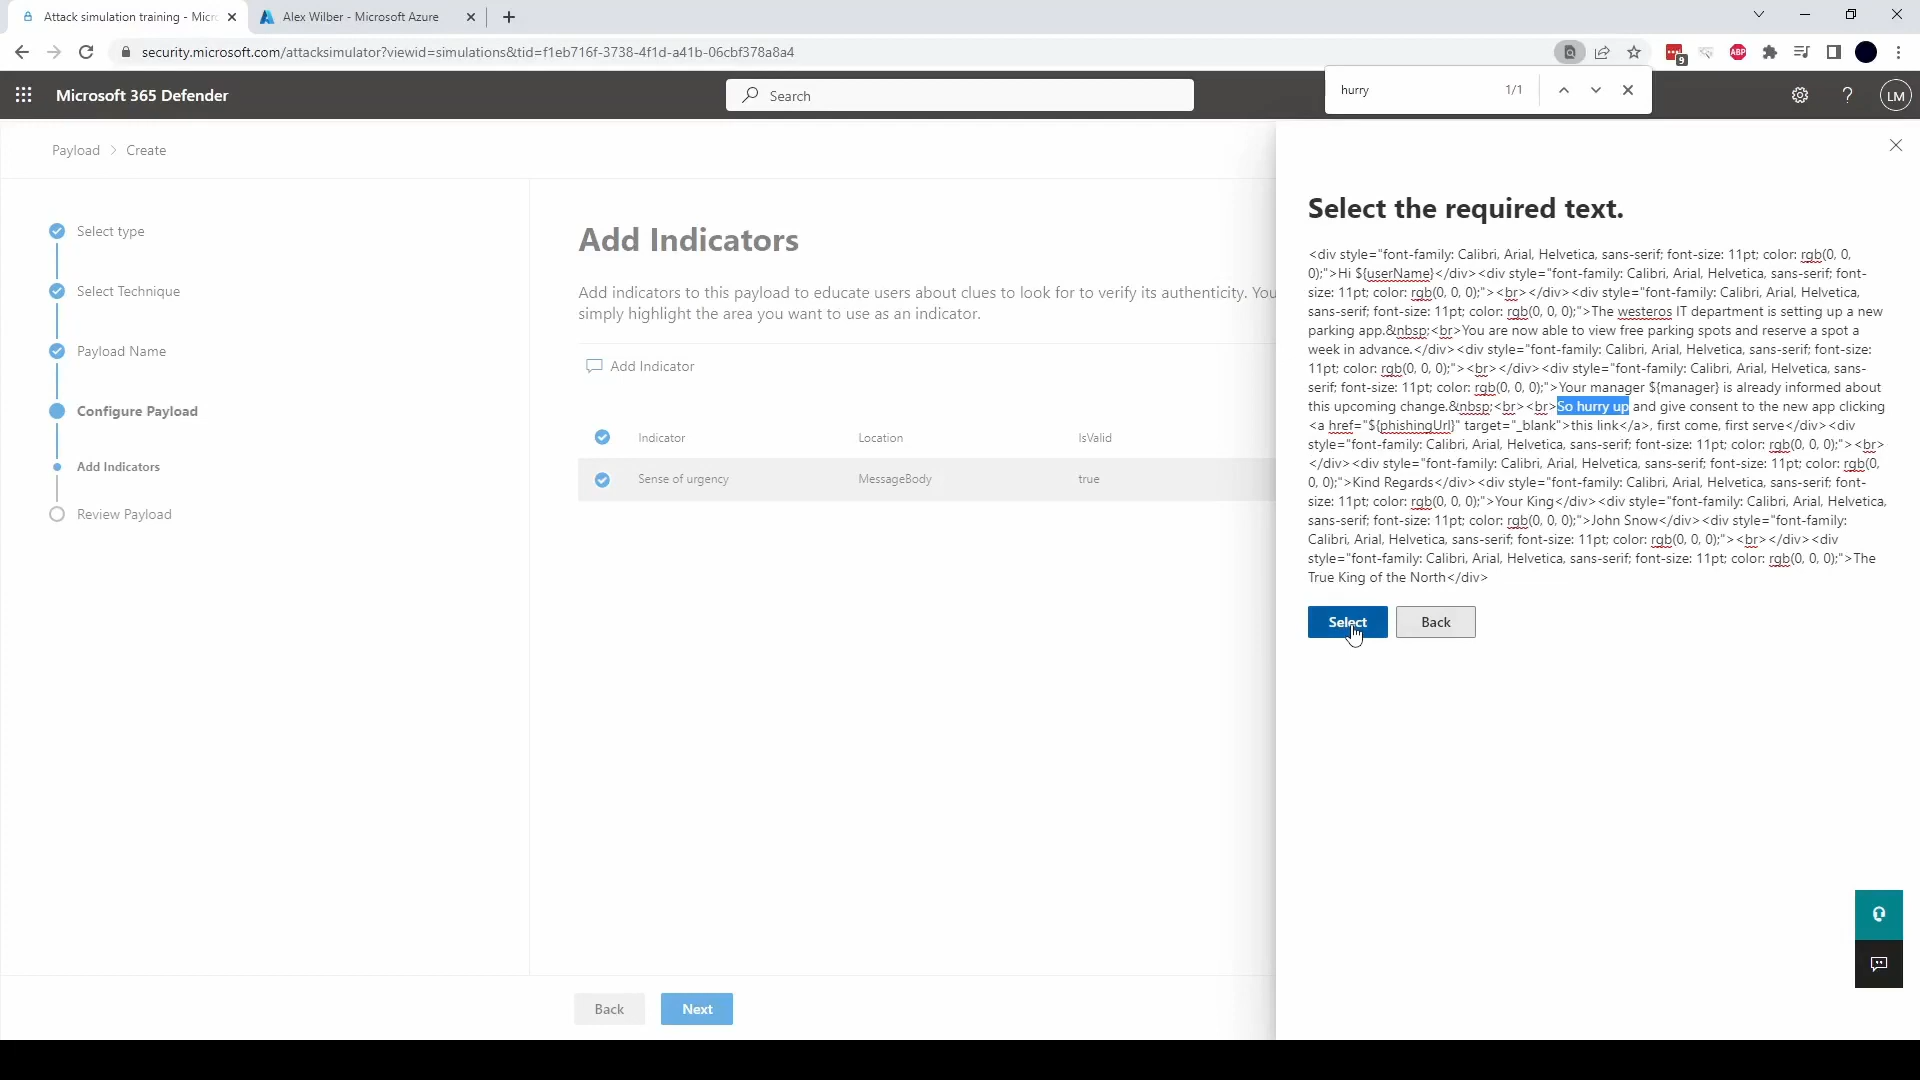 Attack simulation training - Micro
Alex Wilber - Microsoft Azure
security.microsoft.com/attacksimulator?viewid=simulations&tid=f1eb716f-3738-4f1d-a41b-06cbf378a8a4
9
ABP
Microsoft 365 Defender
Search
hurry
1/1
?
LM
Payload > Create
Select type
Select Technique
Payload Name
Configure Payload
Add Indicators
Review Payload
Add Indicators
Add indicators to this payload to educate users about clues to look for to verify its authenticity. You
simply highlight the area you want to use as an indicator.
Add Indicator
Indicator Location IsValid
Sense of urgency MessageBody true
Back Next
Select the required text.
<div style="font-family: Calibri, Arial, Helvetica, sans-serif; font-size: 11pt; color: rgb(0, 0,
0);">Hi ${userName}</div><div style="font-family: Calibri, Arial, Helvetica, sans-serif; font-
size: 11pt; color: rgb(0, 0, 0);"><br></div><div style="font-family: Calibri, Arial, Helvetica,
sans-serif; font-size: 11pt; color: rgb(0, 0, 0);">The westeros IT department is setting up a new
parking app.&nbsp;<br>You are now able to view free parking spots and reserve a spot a
week in advance.</div><div style="font-family: Calibri, Arial, Helvetica, sans-serif; font-size:
11pt; color: rgb(0, 0, 0);"><br></div><div style="font-family: Calibri, Arial, Helvetica, sans-
serif; font-size: 11pt; color: rgb(0, 0, 0);">Your manager ${manager} is already informed about
this upcoming change.&nbsp;<br><br>So hurry up and give consent to the new app clicking
<a href="${phishingUrl}" target="_blank">this link</a>, first come, first serve</div><div
style="font-family: Calibri, Arial, Helvetica, sans-serif; font-size: 11pt; color: rgb(0, 0, 0);"><br>
</div><div style="font-family: Calibri, Arial, Helvetica, sans-serif; font-size: 11pt; color: rgb(0,
0, 0);">Kind Regards</div><div style="font-family: Calibri, Arial, Helvetica, sans-serif; font-
size: 11pt; color: rgb(0, 0, 0);">Your King</div><div style="font-family: Calibri, Arial, Helvetica,
sans-serif; font-size: 11pt; color: rgb(0, 0, 0);">John Snow</div><div style="font-family:
Calibri, Arial, Helvetica, sans-serif; font-size: 11pt; color: rgb(0, 0, 0);"><br></div><div
style="font-family: Calibri, Arial, Helvetica, sans-serif; font-size: 11pt; color: rgb(0, 0, 0);">The
True King of the North</div>
Select Back